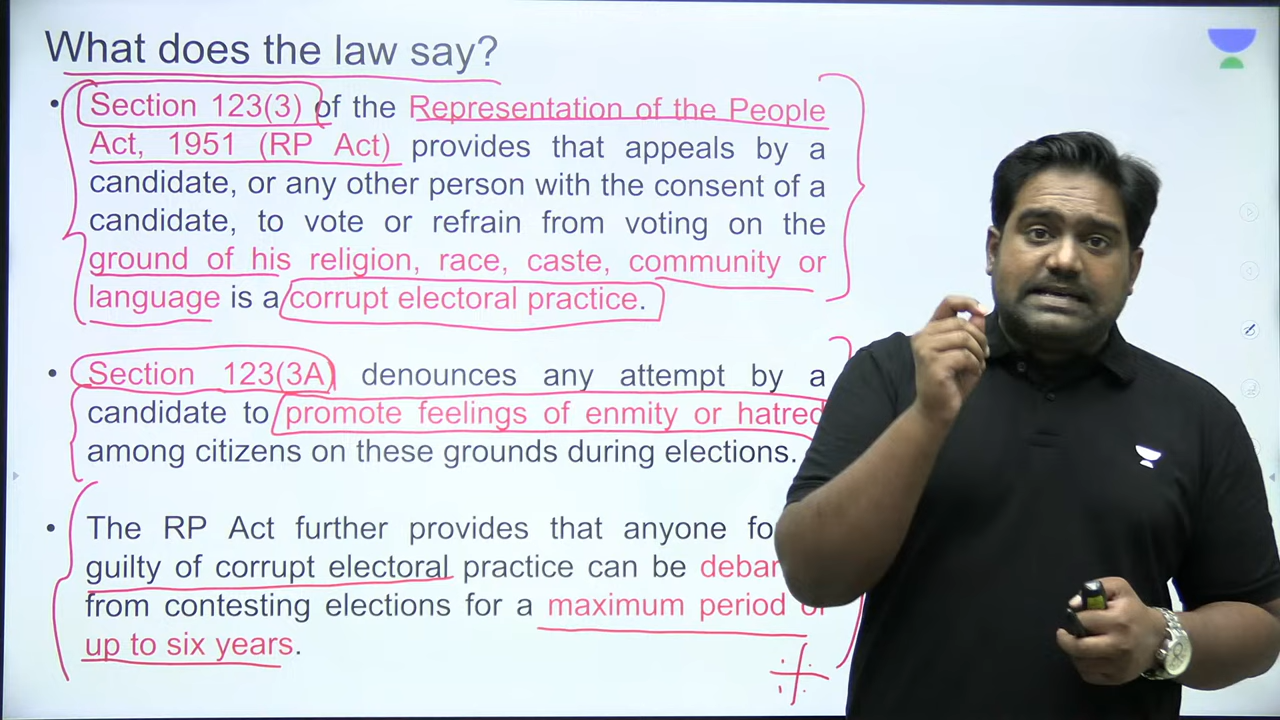 What does the law say?
• Section 123(3) of the Representation of the People
Act, 1951 (RP Act) provides that appeals by a
candidate, or any other person with the consent of a
candidate, to vote or refrain from voting on the
ground of his religion, race, caste, community or
language is a corrupt electoral practice.
• Section 123(3A) denounces any attempt by a
candidate to promote feelings of enmity or hatred
among citizens on these grounds during elections.
• The RP Act further provides that anyone
guilty of corrupt electoral practice can be
from contesting elections for a maximum period of
up to six years.